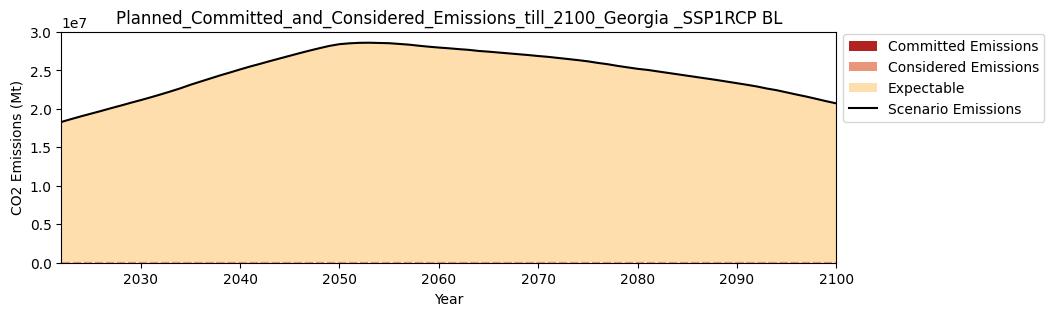 Planned_Committed_and_Considered_Emissions_till_2100_Georgia _SSP1RCP BL
1e7
3.0
2.5
2.0
1.5
1.0
0.5
0.0
CO2 Emissions (Mt)
2030 2040 2050 2060 2070 2080 2090 2100
Year
Committed Emissions
Considered Emissions
Expectable
Scenario Emissions